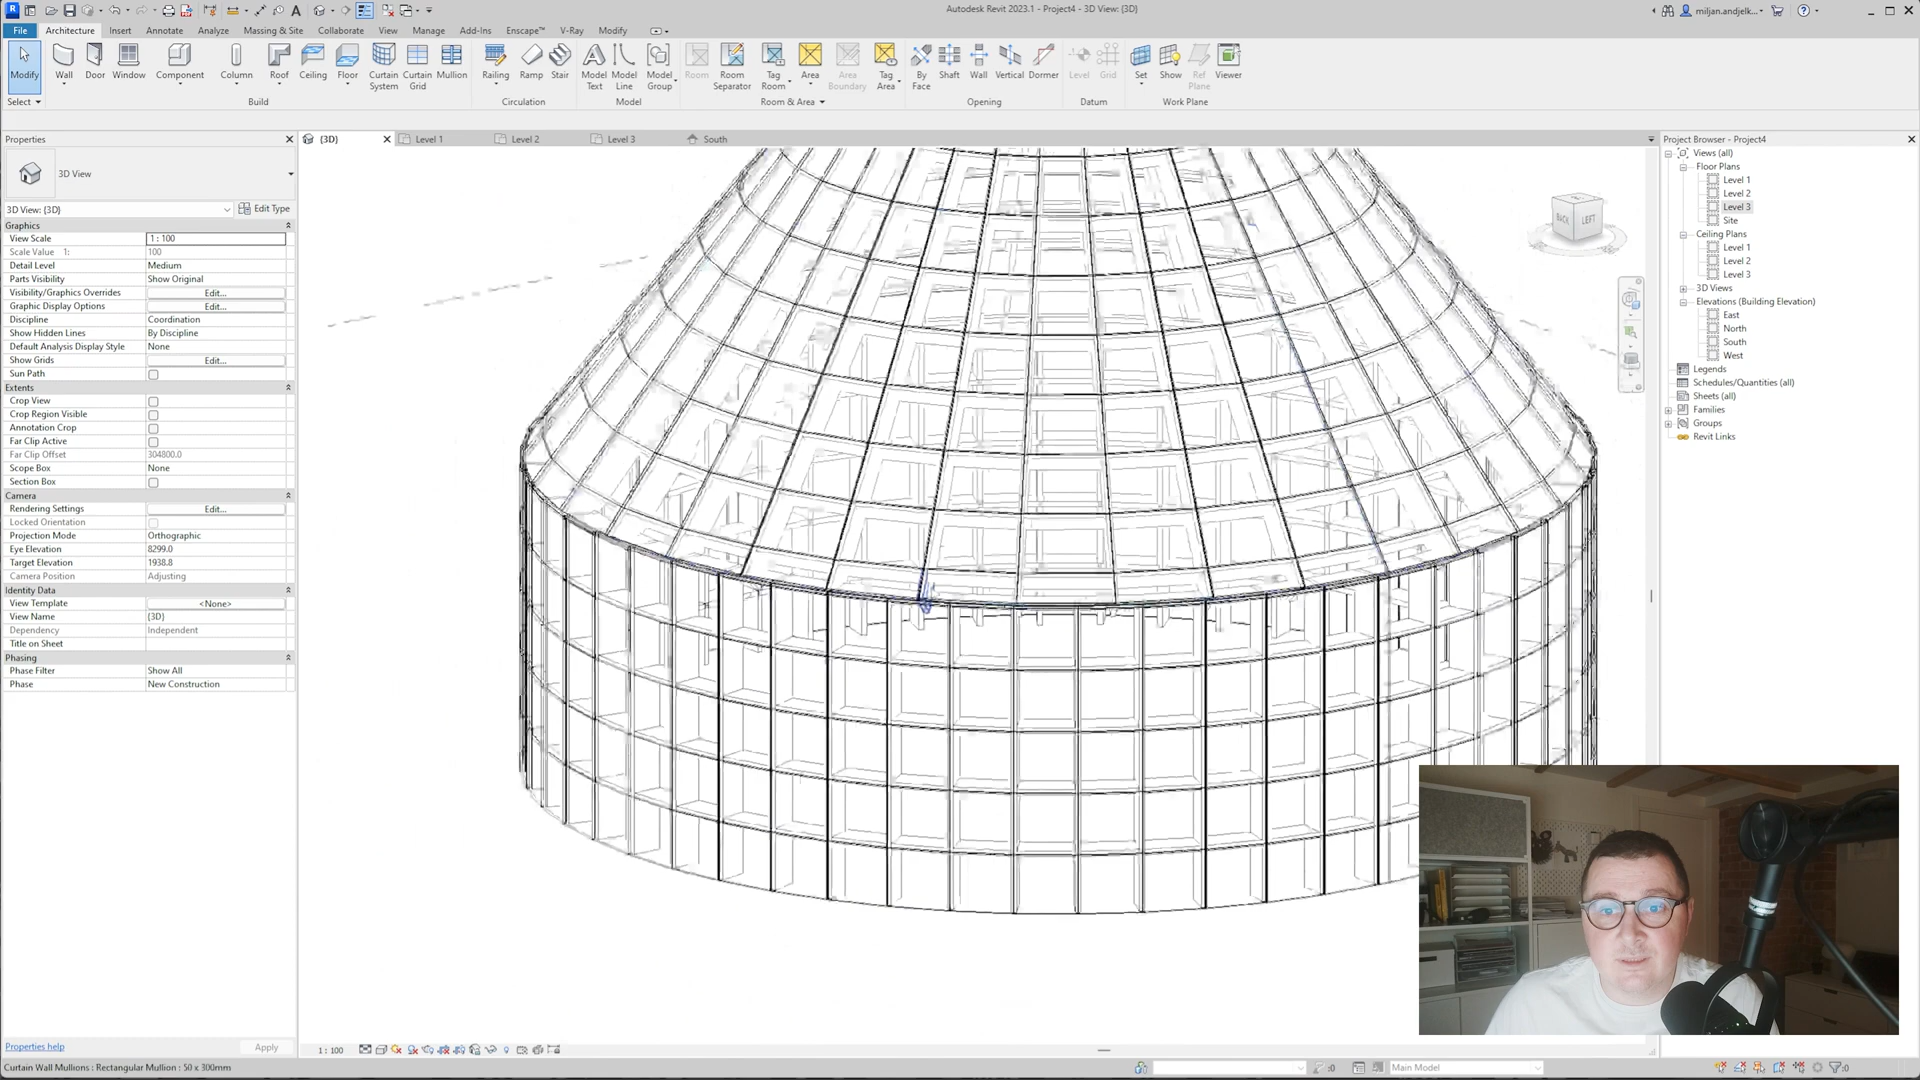 Autodesk Revit 2023.1 - Project4 - 3D View: {3D}
miljan.andjelk...
File Architecture Insert Annotate Analyze Massing & Site Collaborate View Manage Add-Ins Enscape™ V-Ray Modify
Modify Wall Door Window Component Column Roof Ceiling Floor Curtain System Curtain Grid Mullion Railing Ramp Stair Model Text Model Line Model Group Room Room Separator Tag Room Area Area Boundary Tag Area By Face Shaft Wall Vertical Dormer Level Grid Set Show Ref Plane Viewer
Select Build Circulation Model Room & Area Opening Datum Work Plane
Properties
{3D} Level 1 Level 2 Level 3 South
Project Browser - Project4
3D View
3D View: {3D} Edit Type
Graphics
View Scale 1 : 100
Scale Value 1: 100
Detail Level Medium
Parts Visibility Show Original
Visibility/Graphics Overrides Edit...
Graphic Display Options Edit...
Discipline Coordination
Show Hidden Lines By Discipline
Default Analysis Display Style None
Show Grids Edit...
Sun Path
Extents
Crop View
Crop Region Visible
Annotation Crop
Far Clip Active
Far Clip Offset 304800.0
Scope Box None
Section Box
Camera
Rendering Settings Edit...
Locked Orientation
Projection Mode Orthographic
Eye Elevation 8299.0
Target Elevation 1938.8
Camera Position Adjusting
Identity Data
View Template <None>
View Name {3D}
Dependency Independent
Title on Sheet
Phasing
Phase Filter Show All
Phase New Construction
Properties help Apply
BACK LEFT
Views (all)
Floor Plans
Level 1
Level 2
Level 3
Site
Ceiling Plans
Level 1
Level 2
Level 3
3D Views
Elevations (Building Elevation)
East
North
South
West
Legends
Schedules/Quantities (all)
Sheets (all)
Families
Groups
Revit Links
1 : 100
Curtain Wall Mullions : Rectangular Mullion : 50 x 300mm
:0 Main Model :0